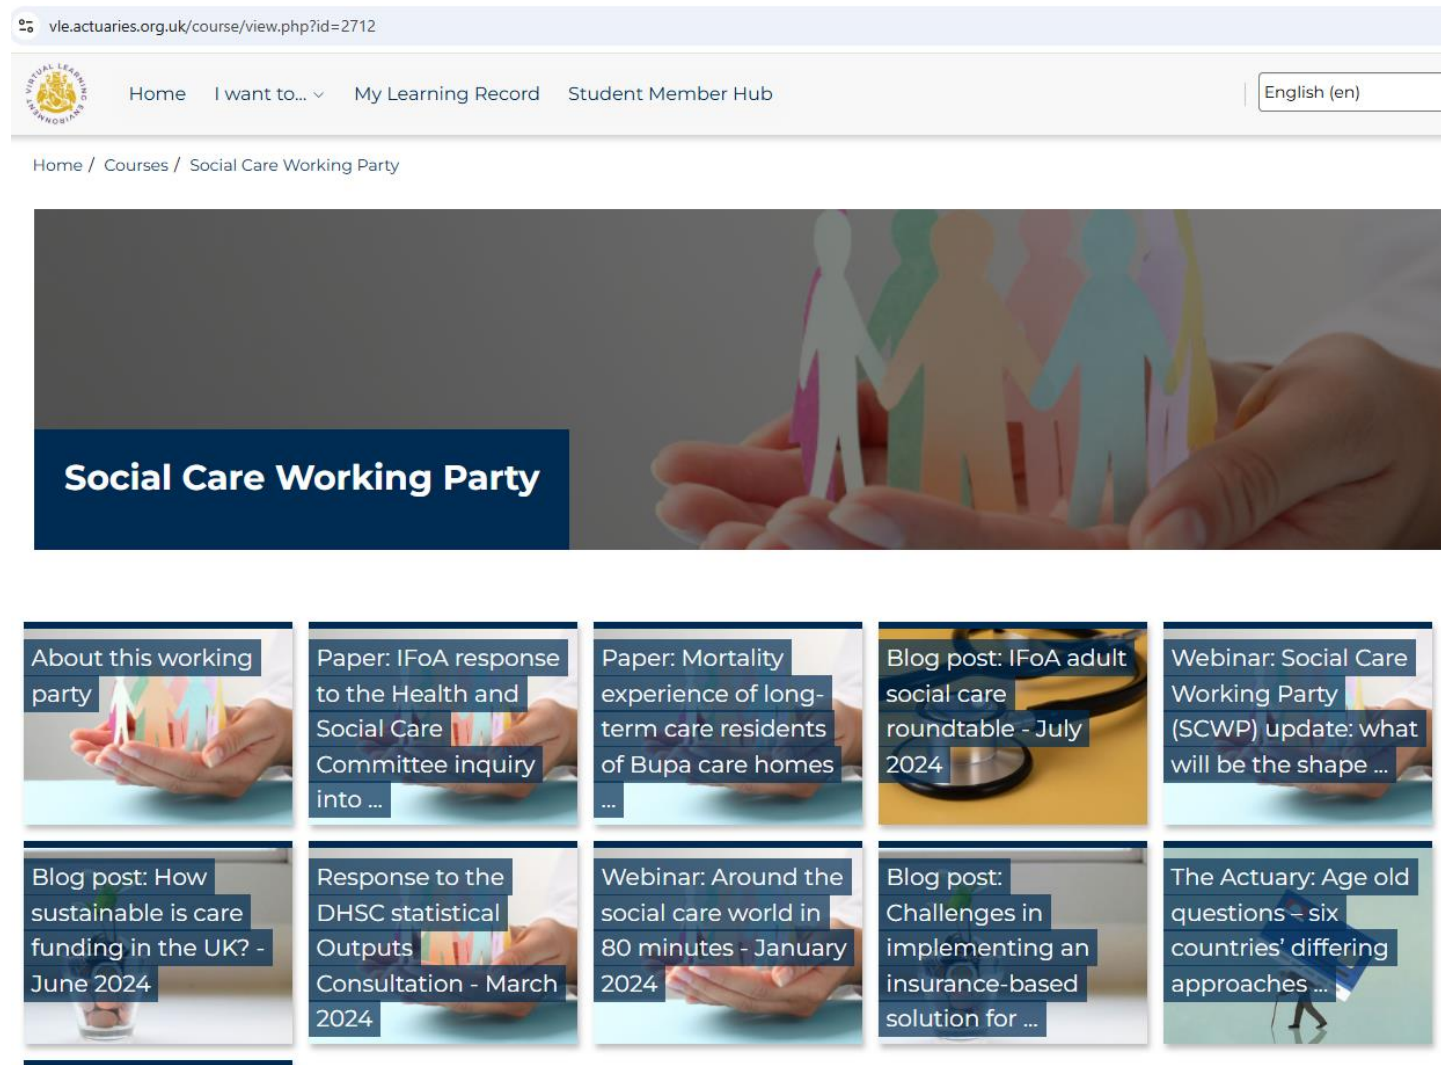 vle.actuaries.org.uk/course/view.php?id=2712
VIRTUAL LEARNING ENVIRONMENT
Home I want to... My Learning Record Student Member Hub English (en)
Home / Courses / Social Care Working Party
Social Care Working Party
About this working
party
Paper: IFoA response
to the Health and
Social Care
Committee inquiry
into ...
Paper: Mortality
experience of long-
term care residents
of Bupa care homes
...
Blog post: IFoA adult
social care
roundtable - July
2024
Webinar: Social Care
Working Party
(SCWP) update: what
will be the shape ...
Blog post: How
sustainable is care
funding in the UK? -
June 2024
Response to the
DHSC statistical
Outputs
Consultation - March
2024
Webinar: Around the
social care world in
80 minutes - January
2024
Blog post:
Challenges in
implementing an
insurance-based
solution for ...
The Actuary: Age old
questions – six
countries’ differing
approaches ...